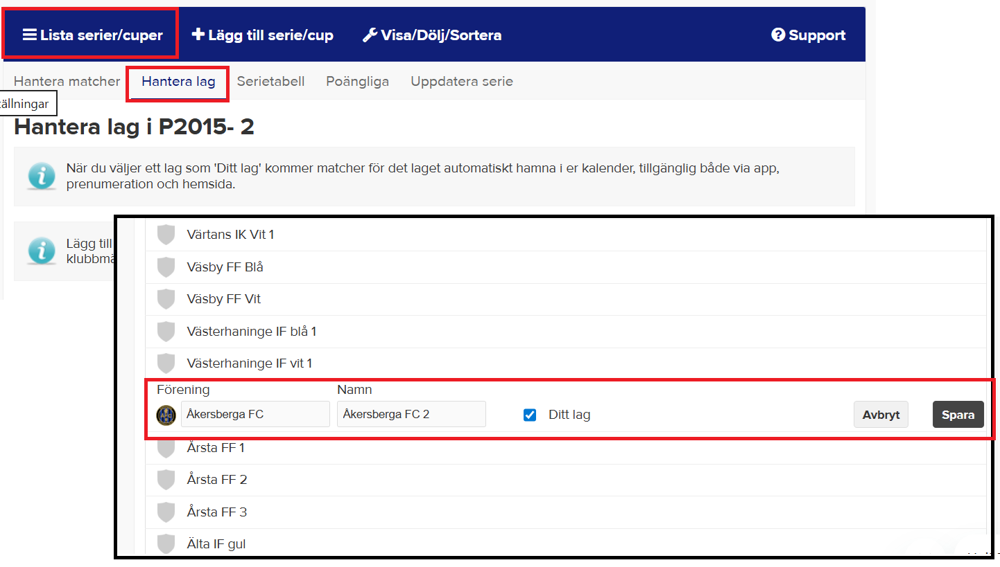 Lista serier/cuper
Lägg till serie/cup
Visa/Dölj/Sortera
Support
Hantera matcher
Hantera lag
Serietabell
Poängliga
Uppdatera serie
ällningar
Hantera lag i P2015- 2
När du väljer ett lag som 'Ditt lag' kommer matcher för det laget automatiskt hamna i er kalender, tillgänglig både via app,
prenumeration och hemsida.
Lägg till
klubbmä
Värtans IK Vit 1
Väsby FF Blå
Väsby FF Vit
Västerhaninge IF blå 1
Västerhaninge IF vit 1
Förening
Namn
Åkersberga FC
Åkersberga FC 2
Ditt lag
Avbryt
Spara
Årsta FF 1
Årsta FF 2
Årsta FF 3
Älta IF gul